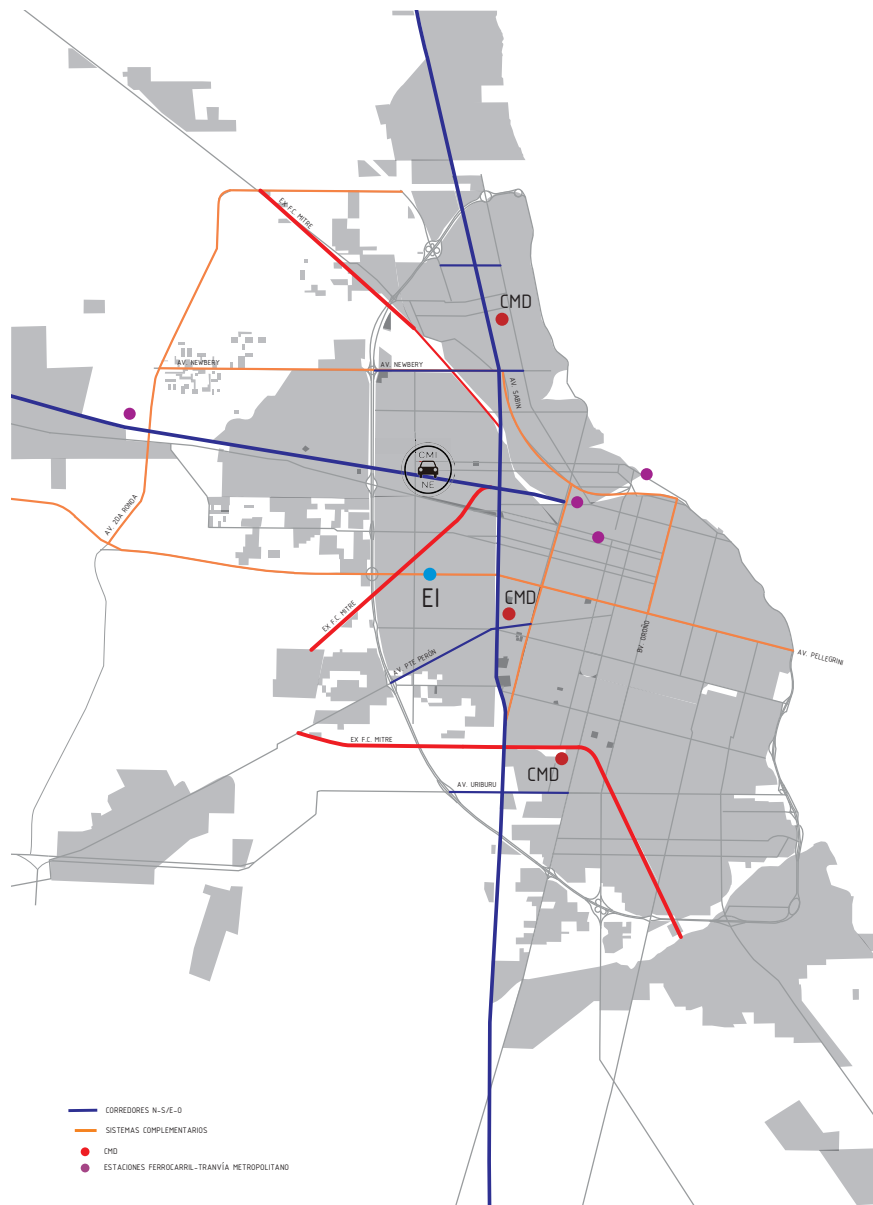 EX F.C. MITRE
CMD
AV. NEWBERY
AV. NEWBERY
AV. SABIN
CMI
NE
AV. 2DA RONDA
EI
CMD
EX F.C. MITRE
BV. OROÑO
AV. PELLEGRINI
AV. PTE PERÓN
EX F.C. MITRE
CMD
AV. URIBURU
CORREDORES N-S/E-O
SISTEMAS COMPLEMENTARIOS
CMD
ESTACIONES FERROCARRIL-TRANVÍA METROPOLITANO